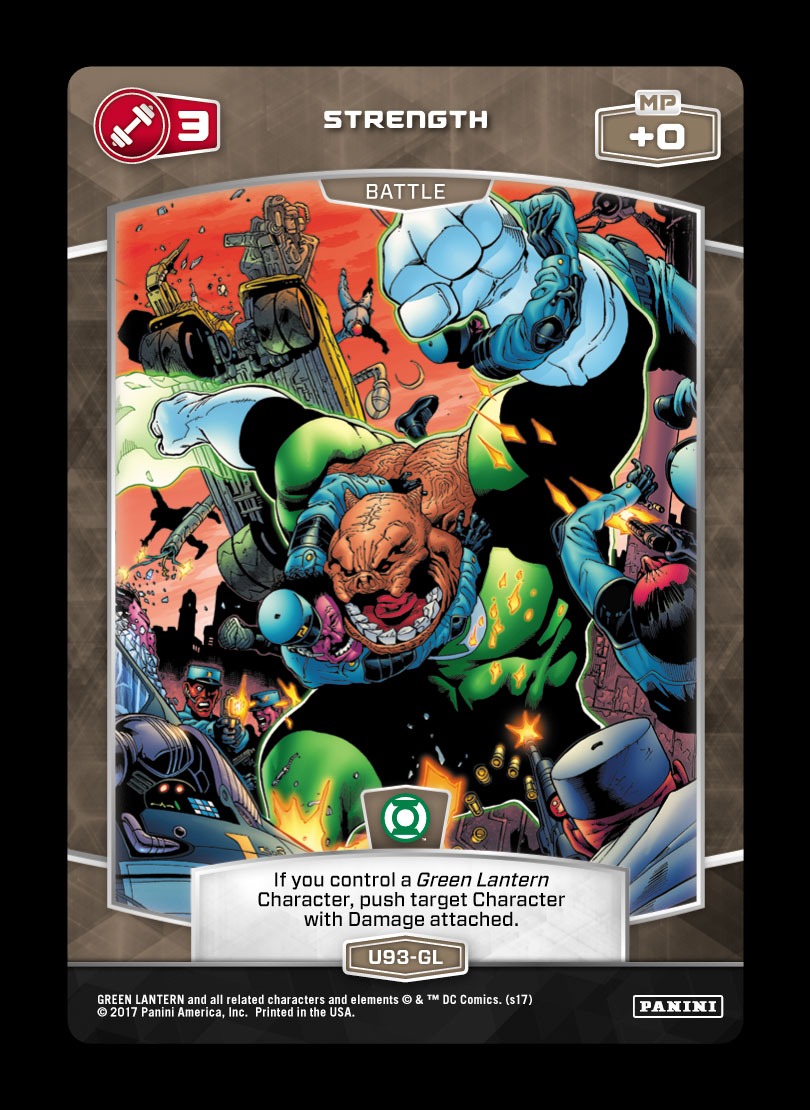 3
STRENGTH
MP
+0
BATTLE
If you control a Green Lantern
Character, push target Character
with Damage attached.
U93-GL
GREEN LANTERN and all related characters and elements © & ™ DC Comics. (s17)
© 2017 Panini America, Inc.  Printed in the USA.
PANINI